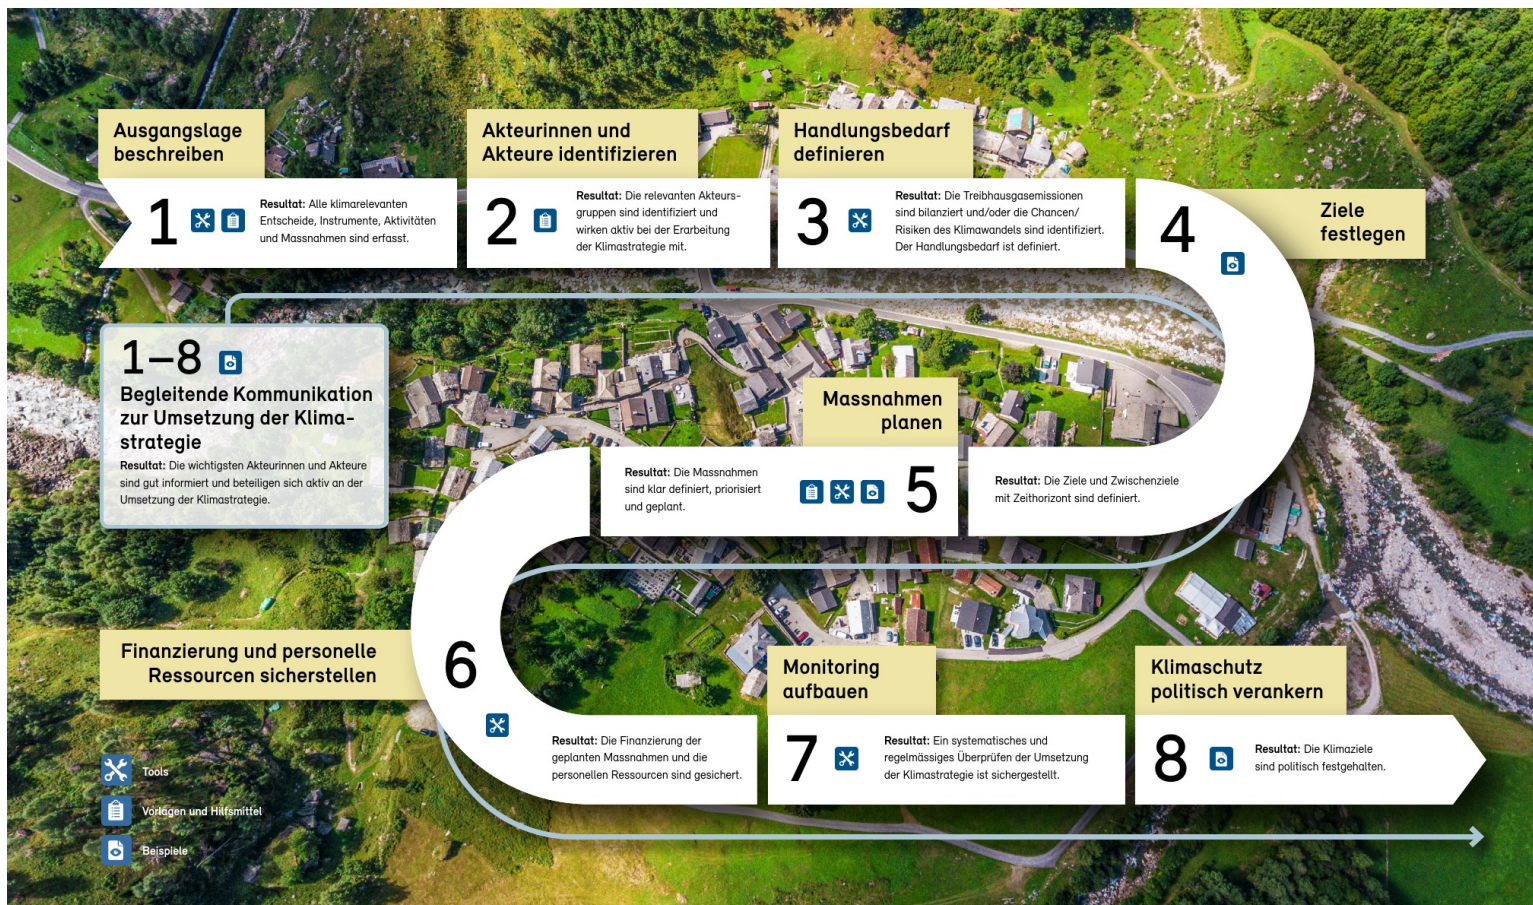 Ausgangslage
beschreiben
1
Resultat: Alle klimarelevanten
Entscheide, Instrumente, Aktivitäten
und Massnahmen sind erfasst.
Akteurinnen und
Akteure identifizieren
2
Resultat: Die relevanten Akteurs-
gruppen sind identifiziert und
wirken aktiv bei der Erarbeitung
der Klimastrategie mit.
Handlungsbedarf
definieren
3
Resultat: Die Treibhausgasemissionen
sind bilanziert und/oder die Chancen/
Risiken des Klimawandels sind identifiziert.
Der Handlungsbedarf ist definiert.
4
Ziele
festlegen
Resultat: Die Ziele und Zwischenziele
mit Zeithorizont sind definiert.
1–8
Begleitende Kommunikation
zur Umsetzung der Klima-
strategie
Resultat: Die wichtigsten Akteurinnen und Akteure
sind gut informiert und beteiligen sich aktiv an der
Umsetzung der Klimastrategie.
Massnahmen
planen
Resultat: Die Massnahmen
sind klar definiert, priorisiert
und geplant.
5
Finanzierung und personelle
Ressourcen sicherstellen
6
Resultat: Die Finanzierung der
geplanten Massnahmen und die
personellen Ressourcen sind gesichert.
Monitoring
aufbauen
7
Resultat: Ein systematisches und
regelmässiges Überprüfen der Umsetzung
der Klimastrategie ist sichergestellt.
Klimaschutz
politisch verankern
8
Resultat: Die Klimaziele
sind politisch festgehalten.
Tools
Vorlagen und Hilfsmittel
Beispiele